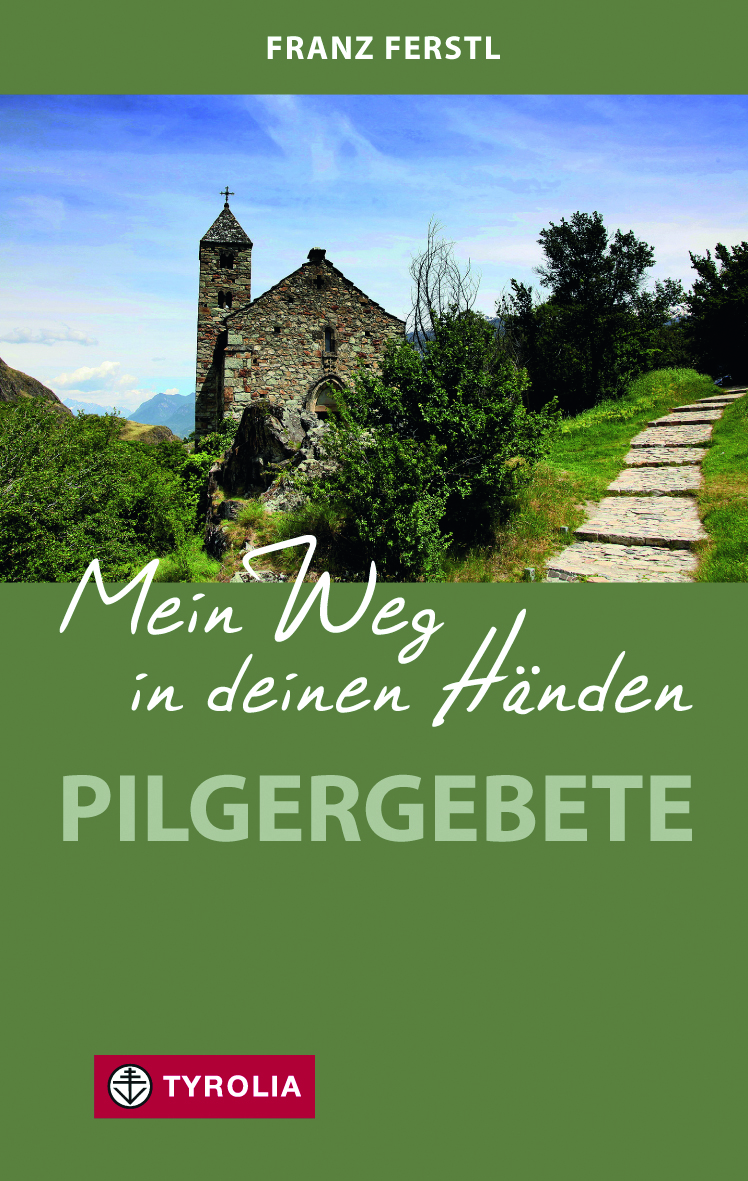 FRANZ FERSTL
Mein Weg
in deinen Händen
PILGERGEBETE
TYROLIA